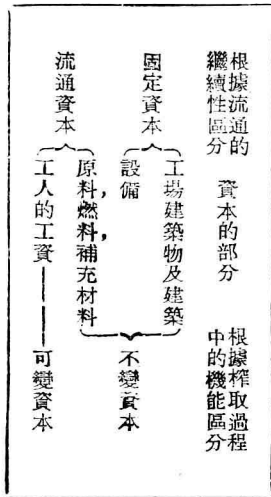 根據流通的
繼續性區分
資本的部分
根據榨取過程
中的機能區分
固定資本
工場建築物及建築
設備
不變資本
流通資本
原料，燃料，補充材料
工人的工資——可變資本